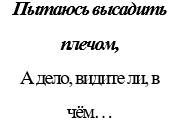 Пытаюсь высадить
плечом,
А дело, видите ли, в
чём…